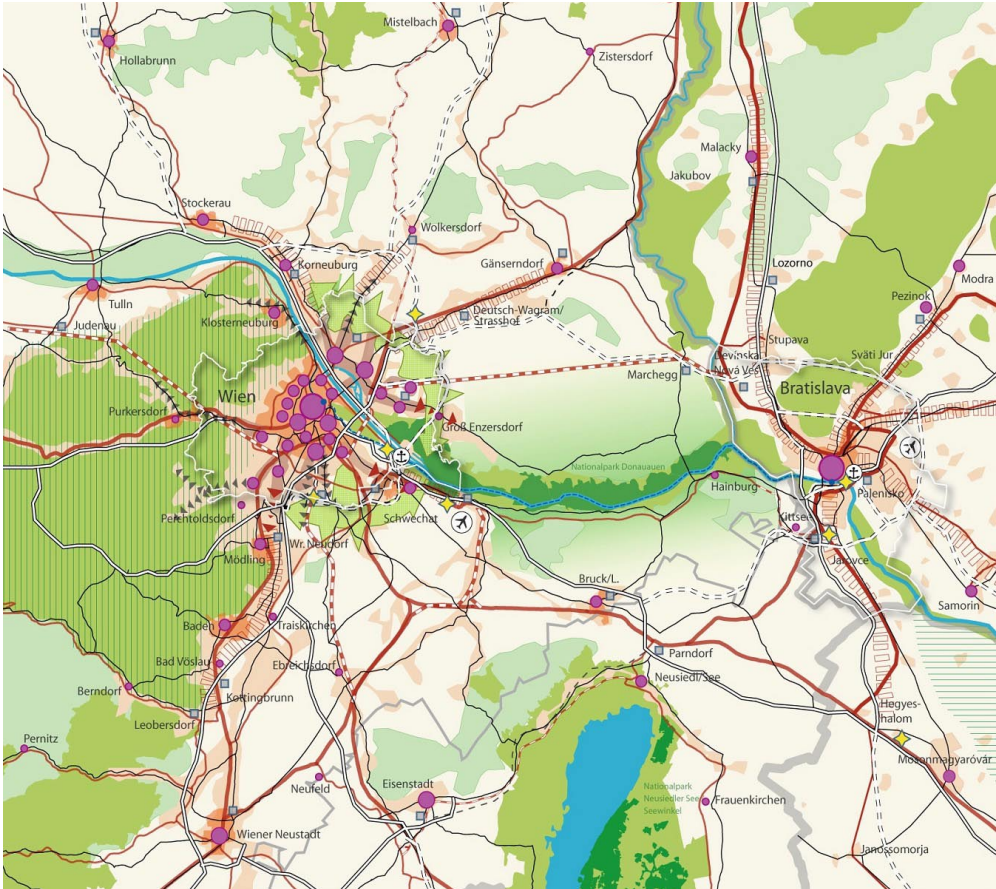 Mistelbach
Hollabrunn
Zistersdorf
Malacky
Jakubov
Stockerau
Wolkersdorf
Korneuburg
Gänserndorf
Lozorno
Modra
Tulln
Pezinok
Klosterneuburg
Deutsch-Wagram/
Strasshof
Judenau
Stupava
Devínska
Nová Ves
Sväti Jur
Marchegg
Bratislava
Wien
Purkersdorf
Groß Enzersdorf
Nationalpark Donauauen
Hainburg
Palenisko
Schwechat
Kittsee
Perchtoldsdorf
Wr. Neudorf
Mödling
Jarovce
Bruck/L.
Samorin
Baden
Traiskirchen
Parndorf
Bad Vöslau
Ebreichsdorf
Neusiedl/See
Berndorf
Kottingbrunn
Leobersdorf
Hegyes-
halom
Pernitz
Mosonmagyaróvár
Neufeld
Eisenstadt
Nationalpark
Neusiedler See
Seewinkel
Frauenkirchen
Wiener Neustadt
Janossomorja